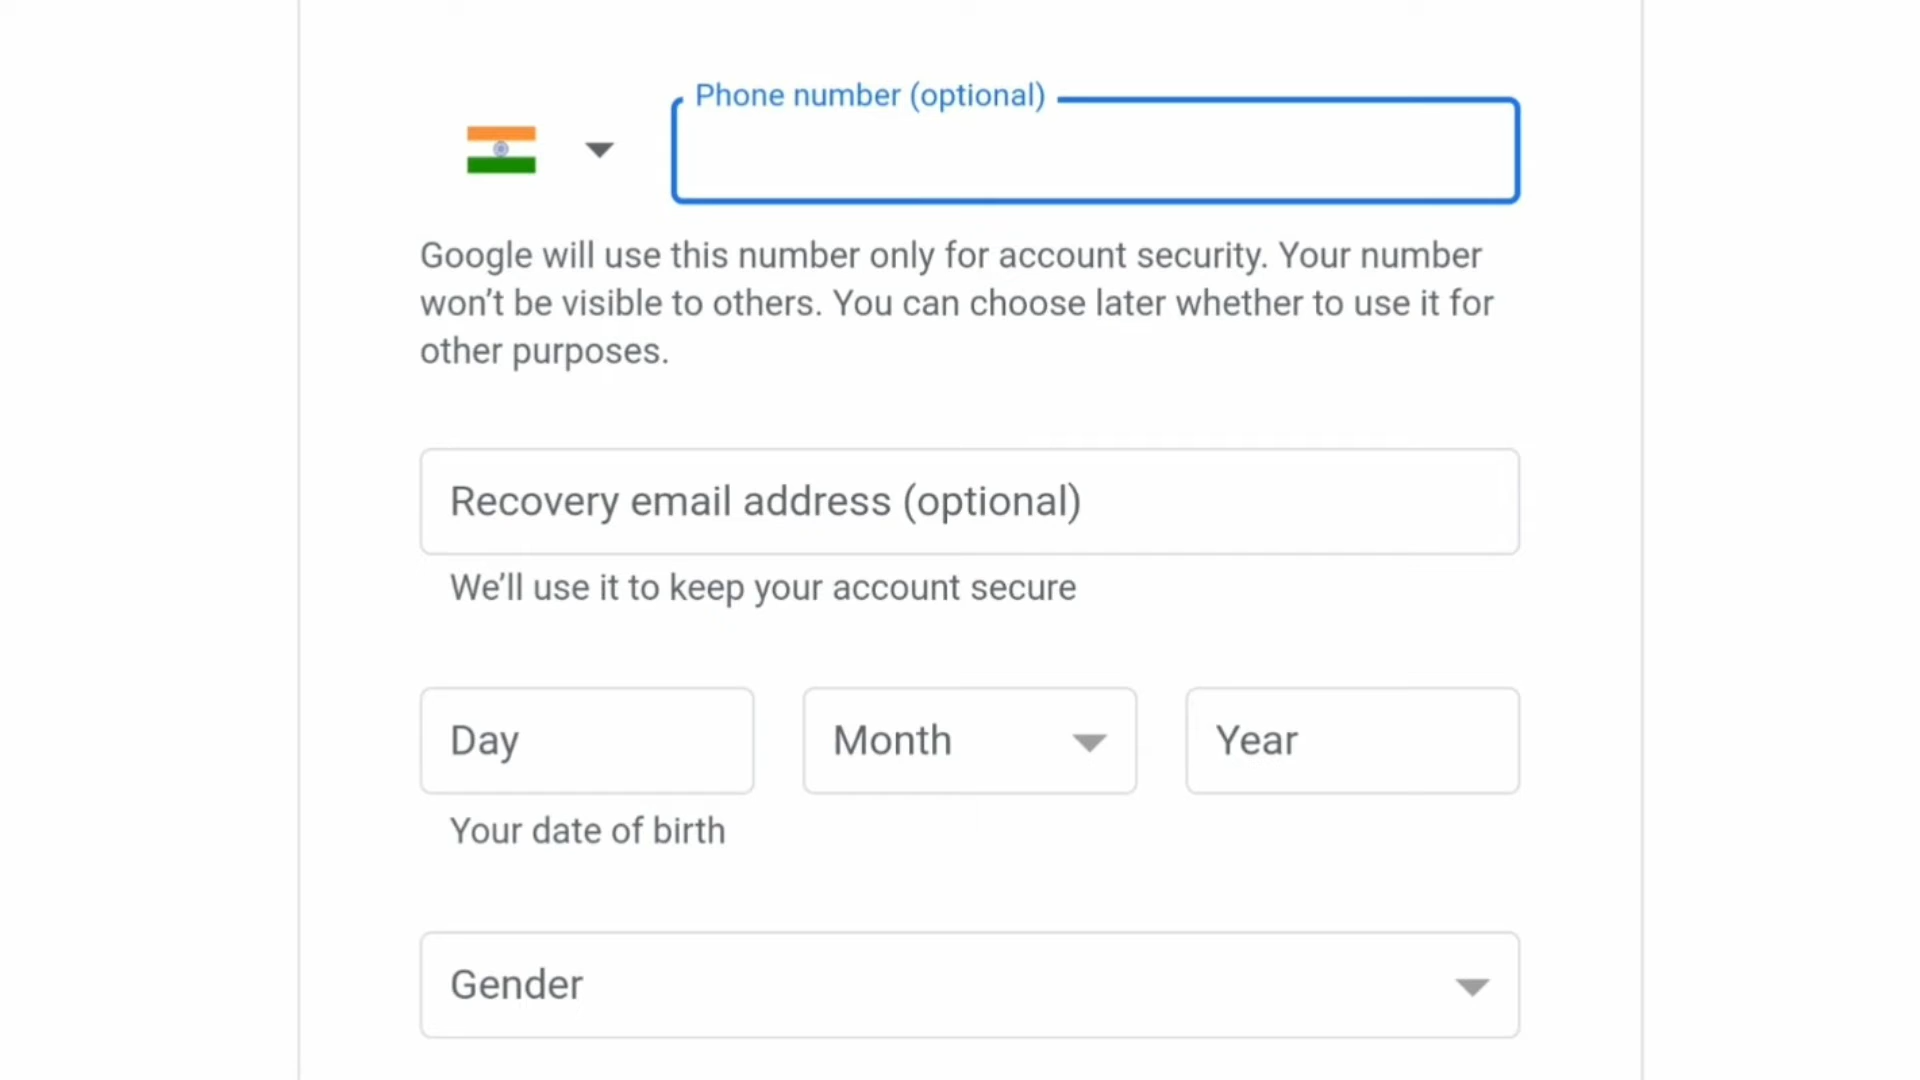 Phone number (optional)
Google will use this number only for account security. Your number
won’t be visible to others. You can choose later whether to use it for
other purposes.
Recovery email address (optional)
We’ll use it to keep your account secure
Day
Month
Year
Your date of birth
Gender